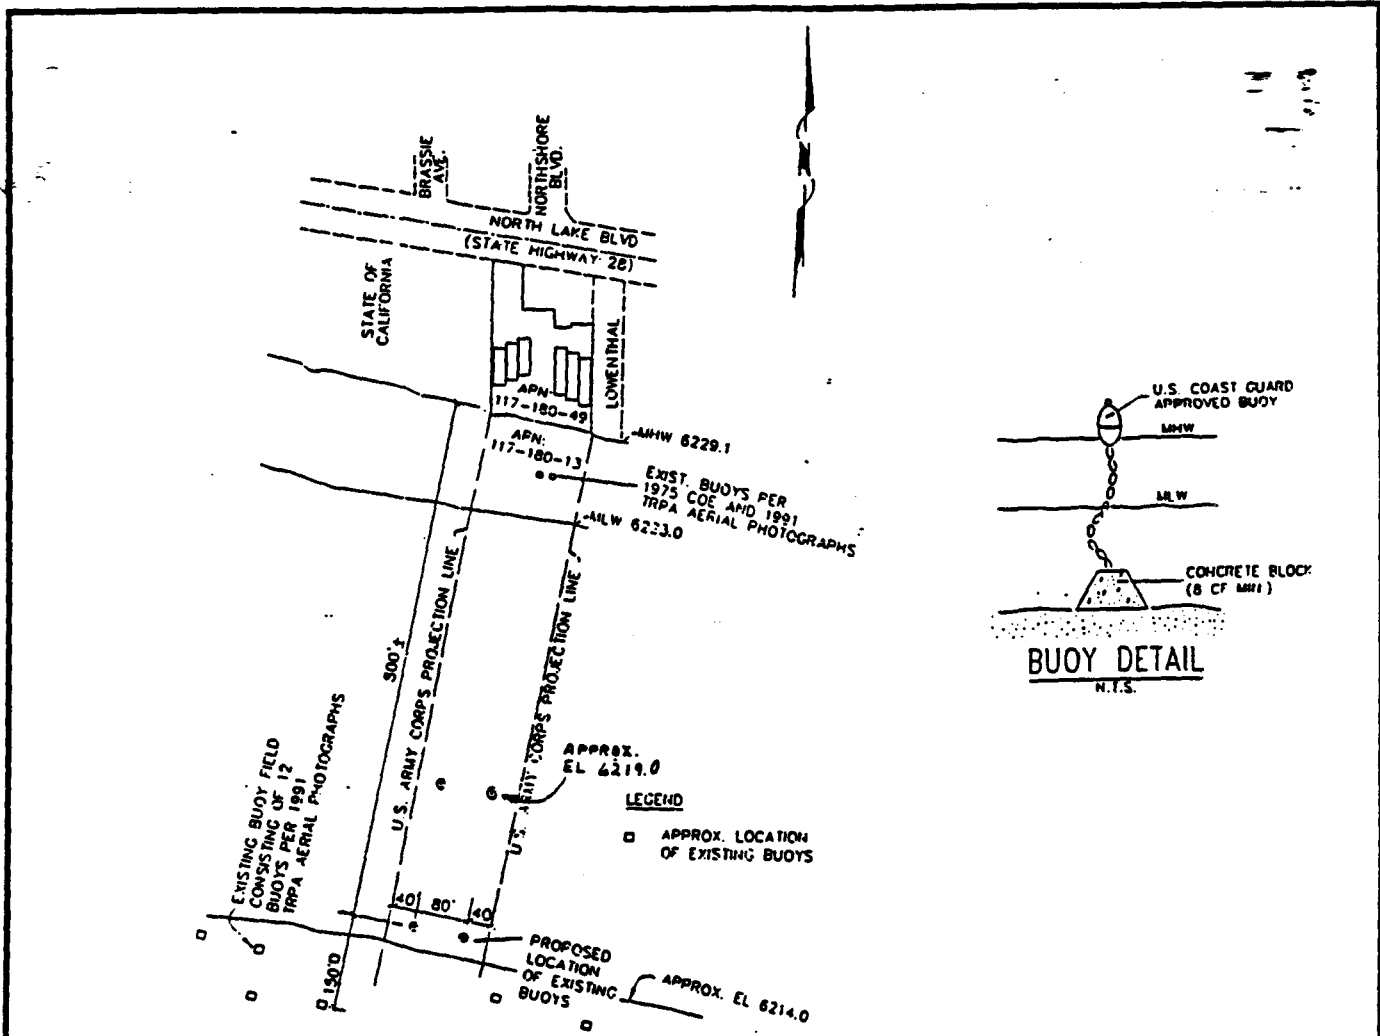 BRASSIE
AVE.
NORTHSHORE
BLVD.
NORTH LAKE BLVD
(STATE HIGHWAY 28)
STATE OF
CALIFORNIA
LOWENTHAL
APN:
117-180-49
MHW 6229.1
APN:
117-180-13
EXIST. BUOYS PER
1975 COE AND 1991
TRPA AERIAL PHOTOGRAPHS
MLW 6223.0
U.S. COAST GUARD
APPROVED BUOY
MHW
MLW
CONCRETE BLOCK
(8 CF MIN)
BUOY DETAIL
N.T.S.
U.S. ARMY CORPS PROJECTION LINE
U.S. ARMY CORPS PROJECTION LINE
APPROX.
EL 6219.0
LEGEND
APPROX. LOCATION
OF EXISTING BUOYS
EXISTING BUOY FIELD
CONSISTING OF 12
BUOYS PER 1991
TRPA AERIAL PHOTOGRAPHS
40'
80'
40
PROPOSED
LOCATION
OF EXISTING
BUOYS
APPROX. EL 6214.0